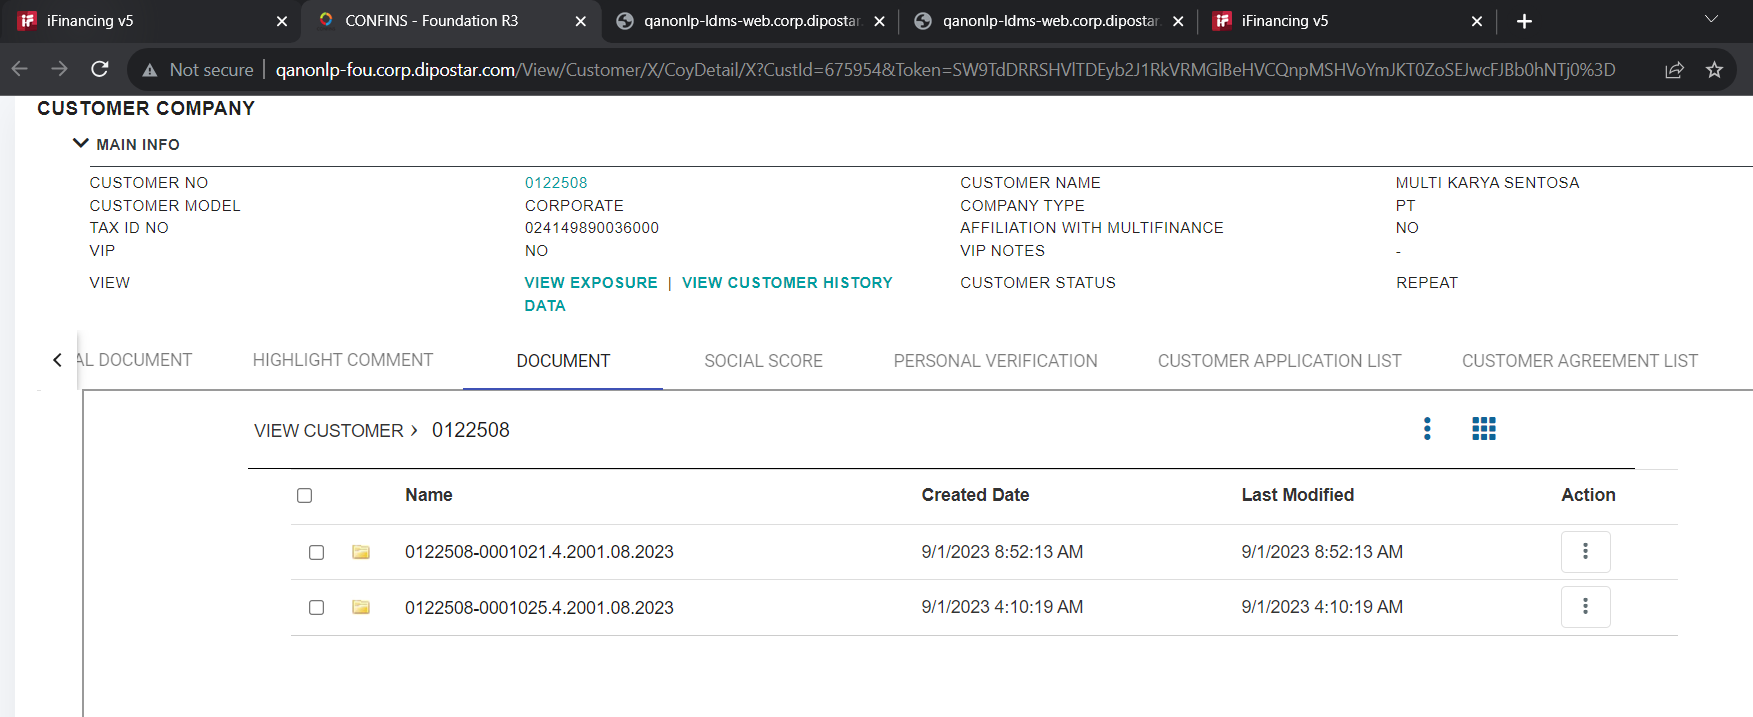 iFinancing v5
CONFINS - Foundation R3
qanonlp-ldms-web.corp.dipostar.
qanonlp-ldms-web.corp.dipostar.
iFinancing v5
Not secure | qanonlp-fou.corp.dipostar.com/View/Customer/X/CoyDetail/X?CustId=675954&Token=SW9TdDRRSHVlTDEyb2J1RkVRMGlBeHVCQnpMSHVoYmJKT0ZoSEJwcFJBb0hNTj0%3D
CUSTOMER COMPANY
MAIN INFO
CUSTOMER NO 0122508 CUSTOMER NAME MULTI KARYA SENTOSA
CUSTOMER MODEL CORPORATE COMPANY TYPE PT
TAX ID NO 024149890036000 AFFILIATION WITH MULTIFINANCE NO
VIP NO VIP NOTES -
VIEW VIEW EXPOSURE | VIEW CUSTOMER HISTORY DATA CUSTOMER STATUS REPEAT
AL DOCUMENT HIGHLIGHT COMMENT DOCUMENT SOCIAL SCORE PERSONAL VERIFICATION CUSTOMER APPLICATION LIST CUSTOMER AGREEMENT LIST
VIEW CUSTOMER › 0122508
Name Created Date Last Modified Action
0122508-0001021.4.2001.08.2023 9/1/2023 8:52:13 AM 9/1/2023 8:52:13 AM
0122508-0001025.4.2001.08.2023 9/1/2023 4:10:19 AM 9/1/2023 4:10:19 AM